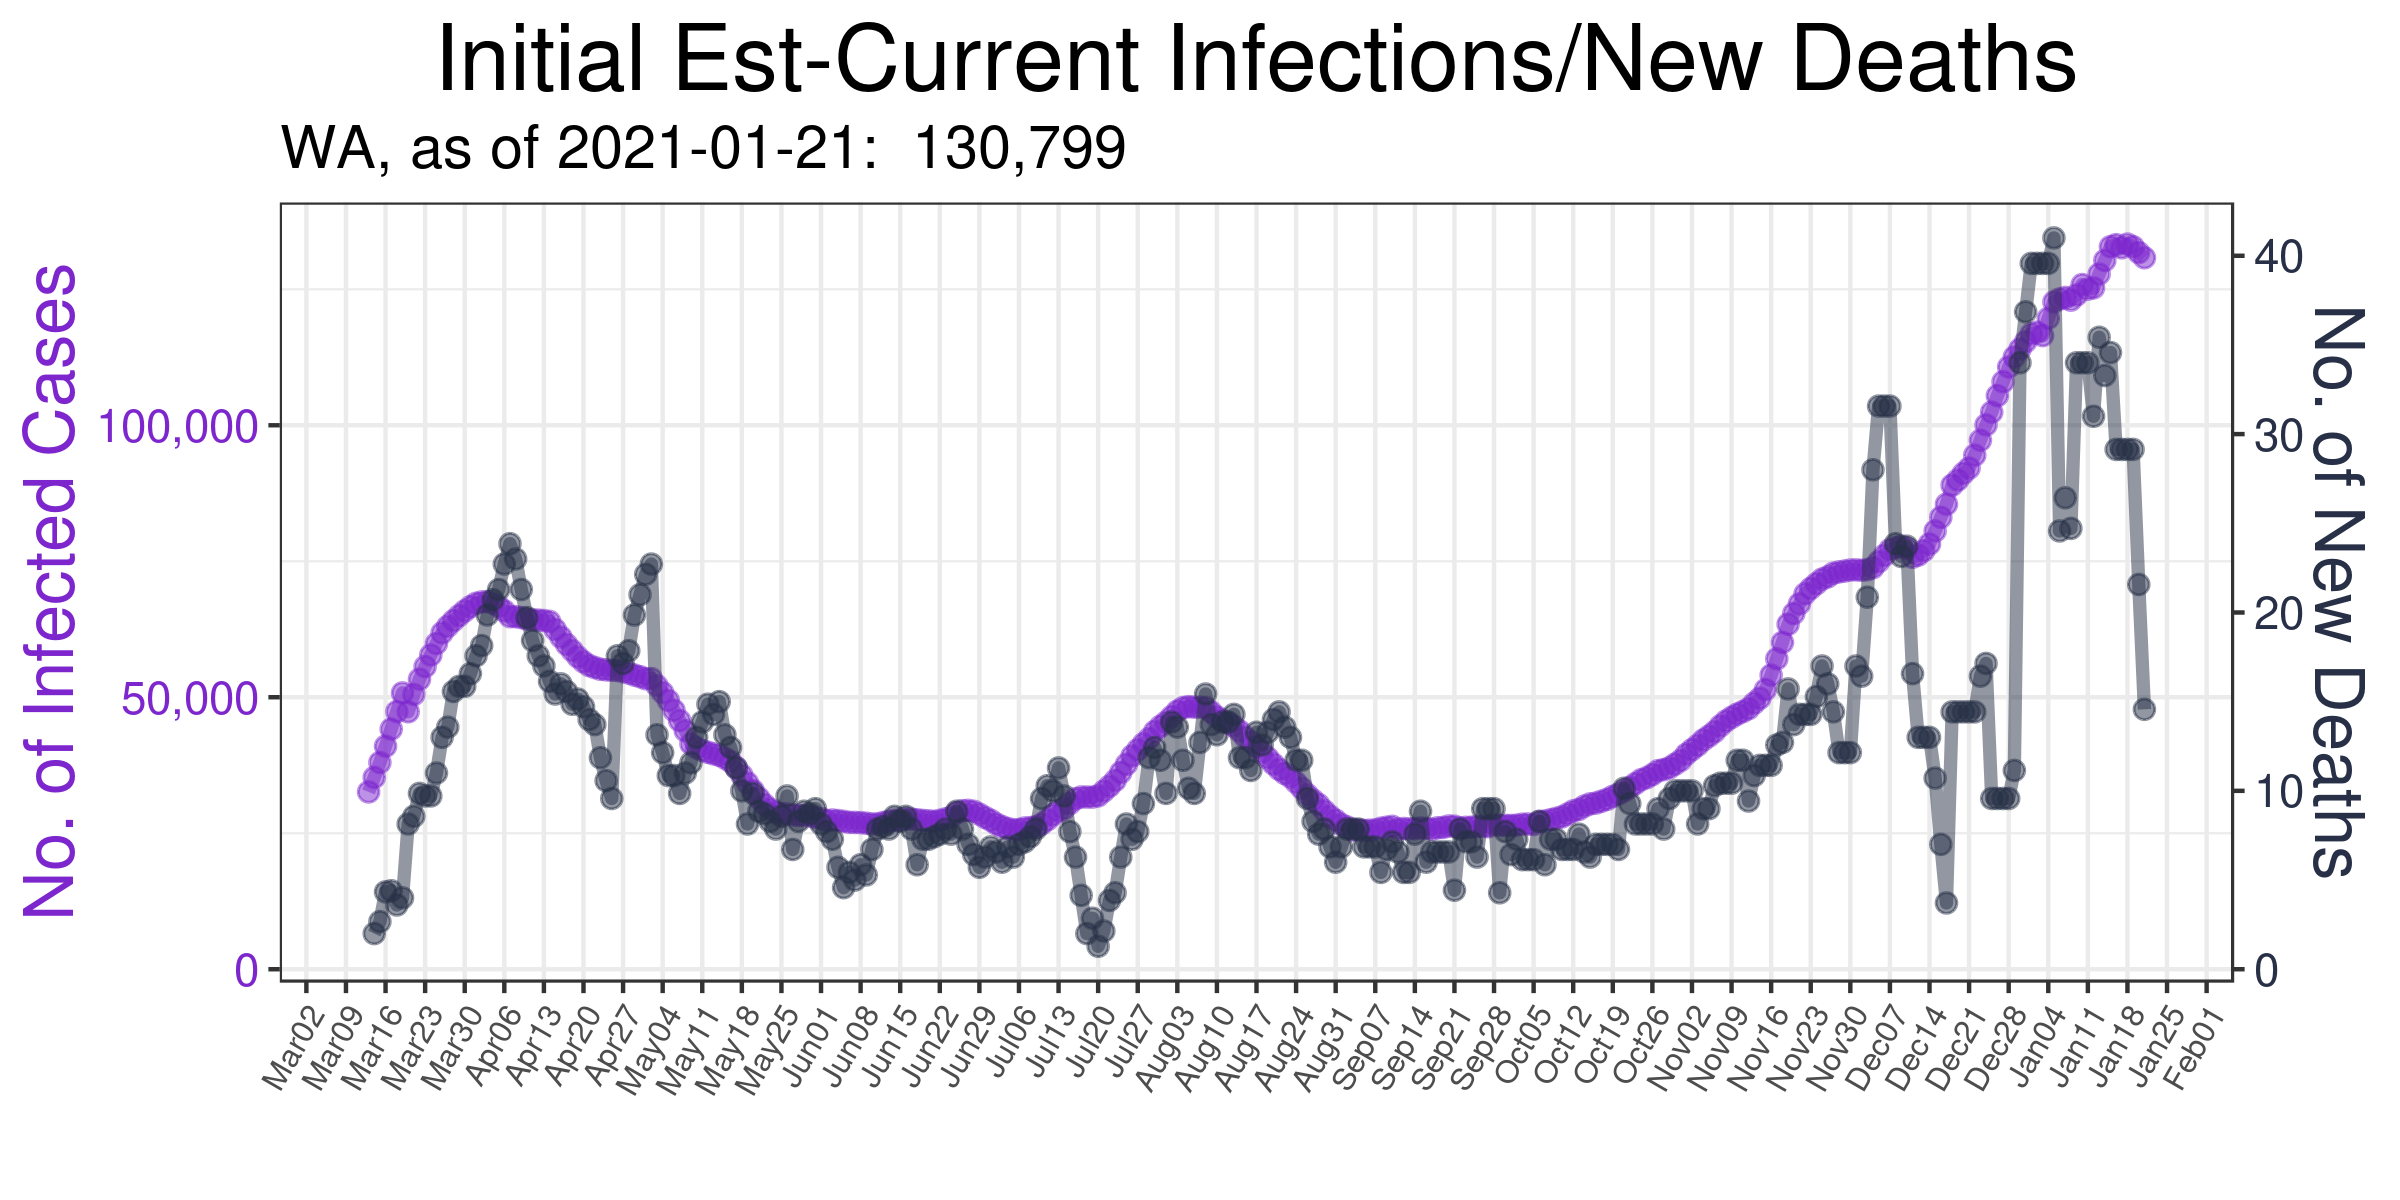 Initial Est-Current Infections/New Deaths
WA, as of 2021-01-21:  130,799
No. of Infected Cases
100,000
50,000
0
40
30
20
10
0
No. of New Deaths
Mar02
Mar09
Mar16
Mar23
Mar30
Apr06
Apr13
Apr20
Apr27
May04
May11
May18
May25
Jun01
Jun08
Jun15
Jun22
Jun29
Jul06
Jul13
Jul20
Jul27
Aug03
Aug10
Aug17
Aug24
Aug31
Sep07
Sep14
Sep21
Sep28
Oct05
Oct12
Oct19
Oct26
Nov02
Nov09
Nov16
Nov23
Nov30
Dec07
Dec14
Dec21
Dec28
Jan04
Jan11
Jan18
Jan25
Feb01